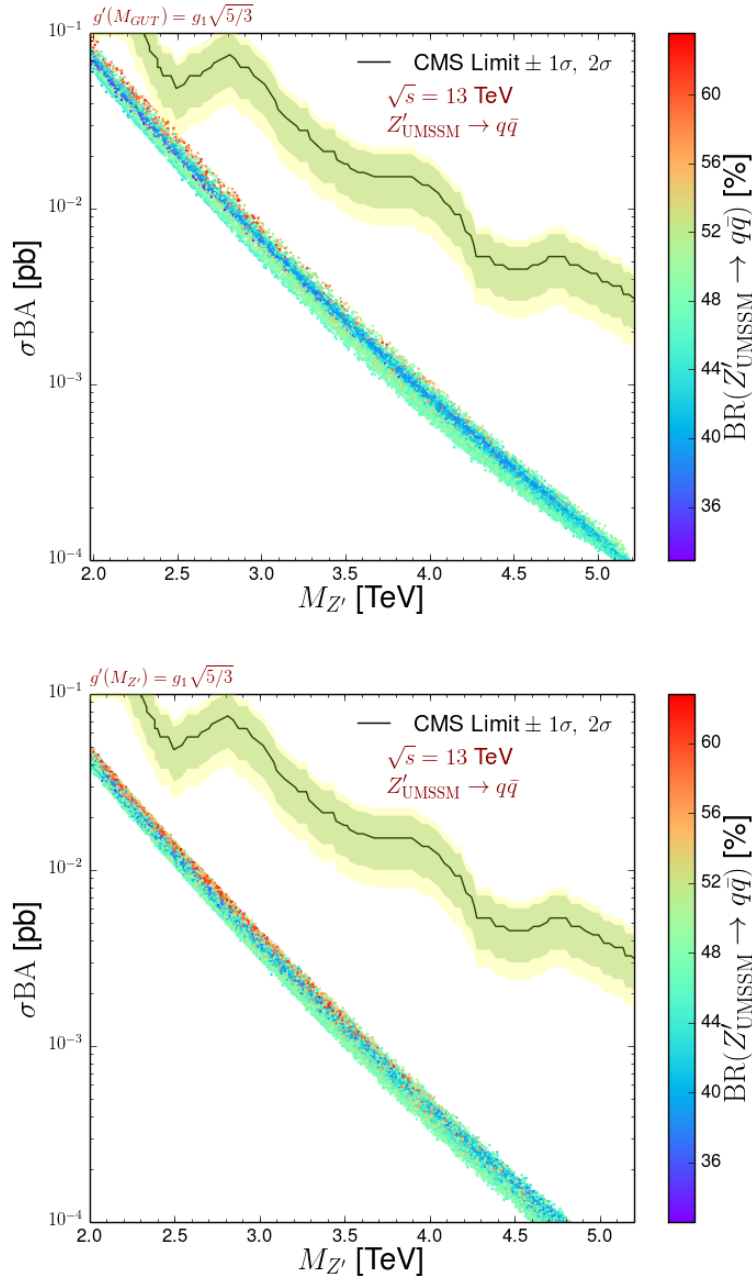 g′(M_GUT) = g₁√5/3
CMS Limit ± 1σ, 2σ
√s = 13 TeV
Z′_UMSSM → qq̄
10⁻¹
10⁻²
10⁻³
10⁻⁴
σBA [pb]
2.0 2.5 3.0 3.5 4.0 4.5 5.0
M_Z′ [TeV]
60
56
52
48
44
40
36
BR(Z′_UMSSM → qq̄) [%]
g′(M_Z′) = g₁√5/3
CMS Limit ± 1σ, 2σ
√s = 13 TeV
Z′_UMSSM → qq̄
10⁻¹
10⁻²
10⁻³
10⁻⁴
σBA [pb]
2.0 2.5 3.0 3.5 4.0 4.5 5.0
M_Z′ [TeV]
60
56
52
48
44
40
36
BR(Z′_UMSSM → qq̄) [%]